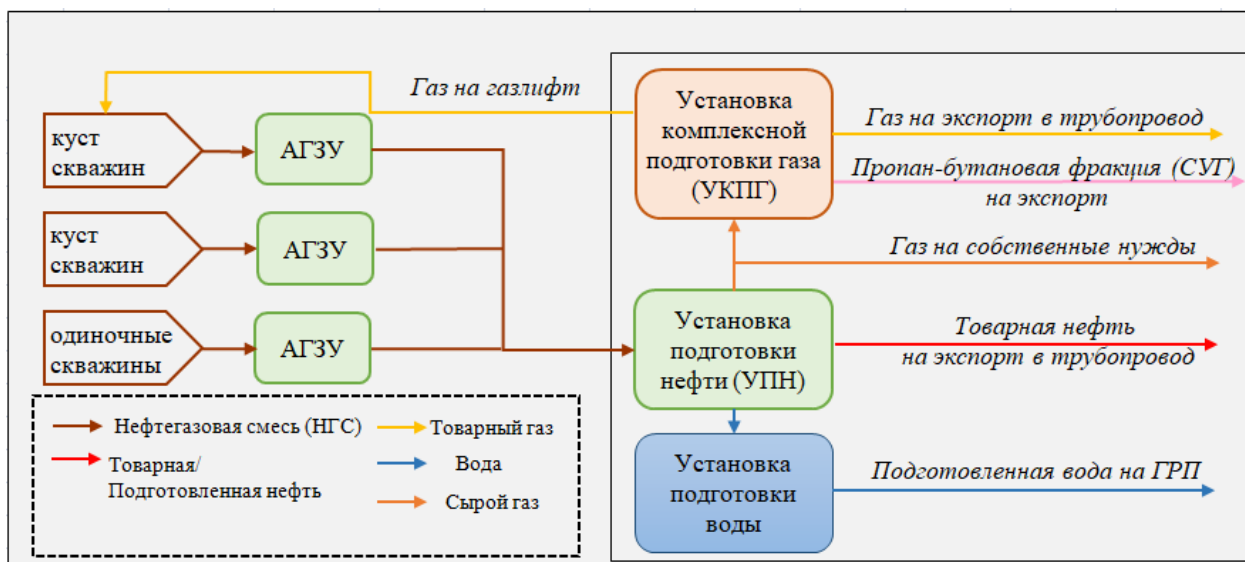 Газ на газлифт
куст
скважин
АГЗУ
куст
скважин
АГЗУ
одиночные
скважины
АГЗУ
Установка
комплексной
подготовки газа
(УКПГ)
Газ на экспорт в трубопровод
Пропан-бутановая фракция (СУГ)
на экспорт
Газ на собственные нужды
Установка
подготовки
нефти (УПН)
Товарная нефть
на экспорт в трубопровод
Установка
подготовки
воды
Подготовленная вода на ГРП
Нефтегазовая смесь (НГС)
Товарная/
Подготовленная нефть
Товарный газ
Вода
Сырой газ